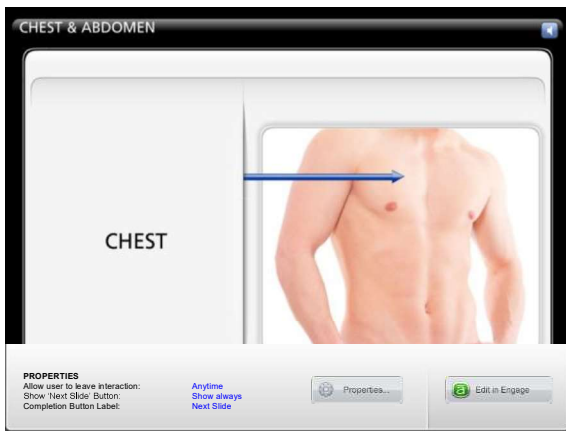 CHEST & ABDOMEN
CHEST
PROPERTIES
Allow user to leave interaction: Anytime
Show 'Next Slide' Button: Show always
Completion Button Label: Next Slide
Properties...
Edit in Engage